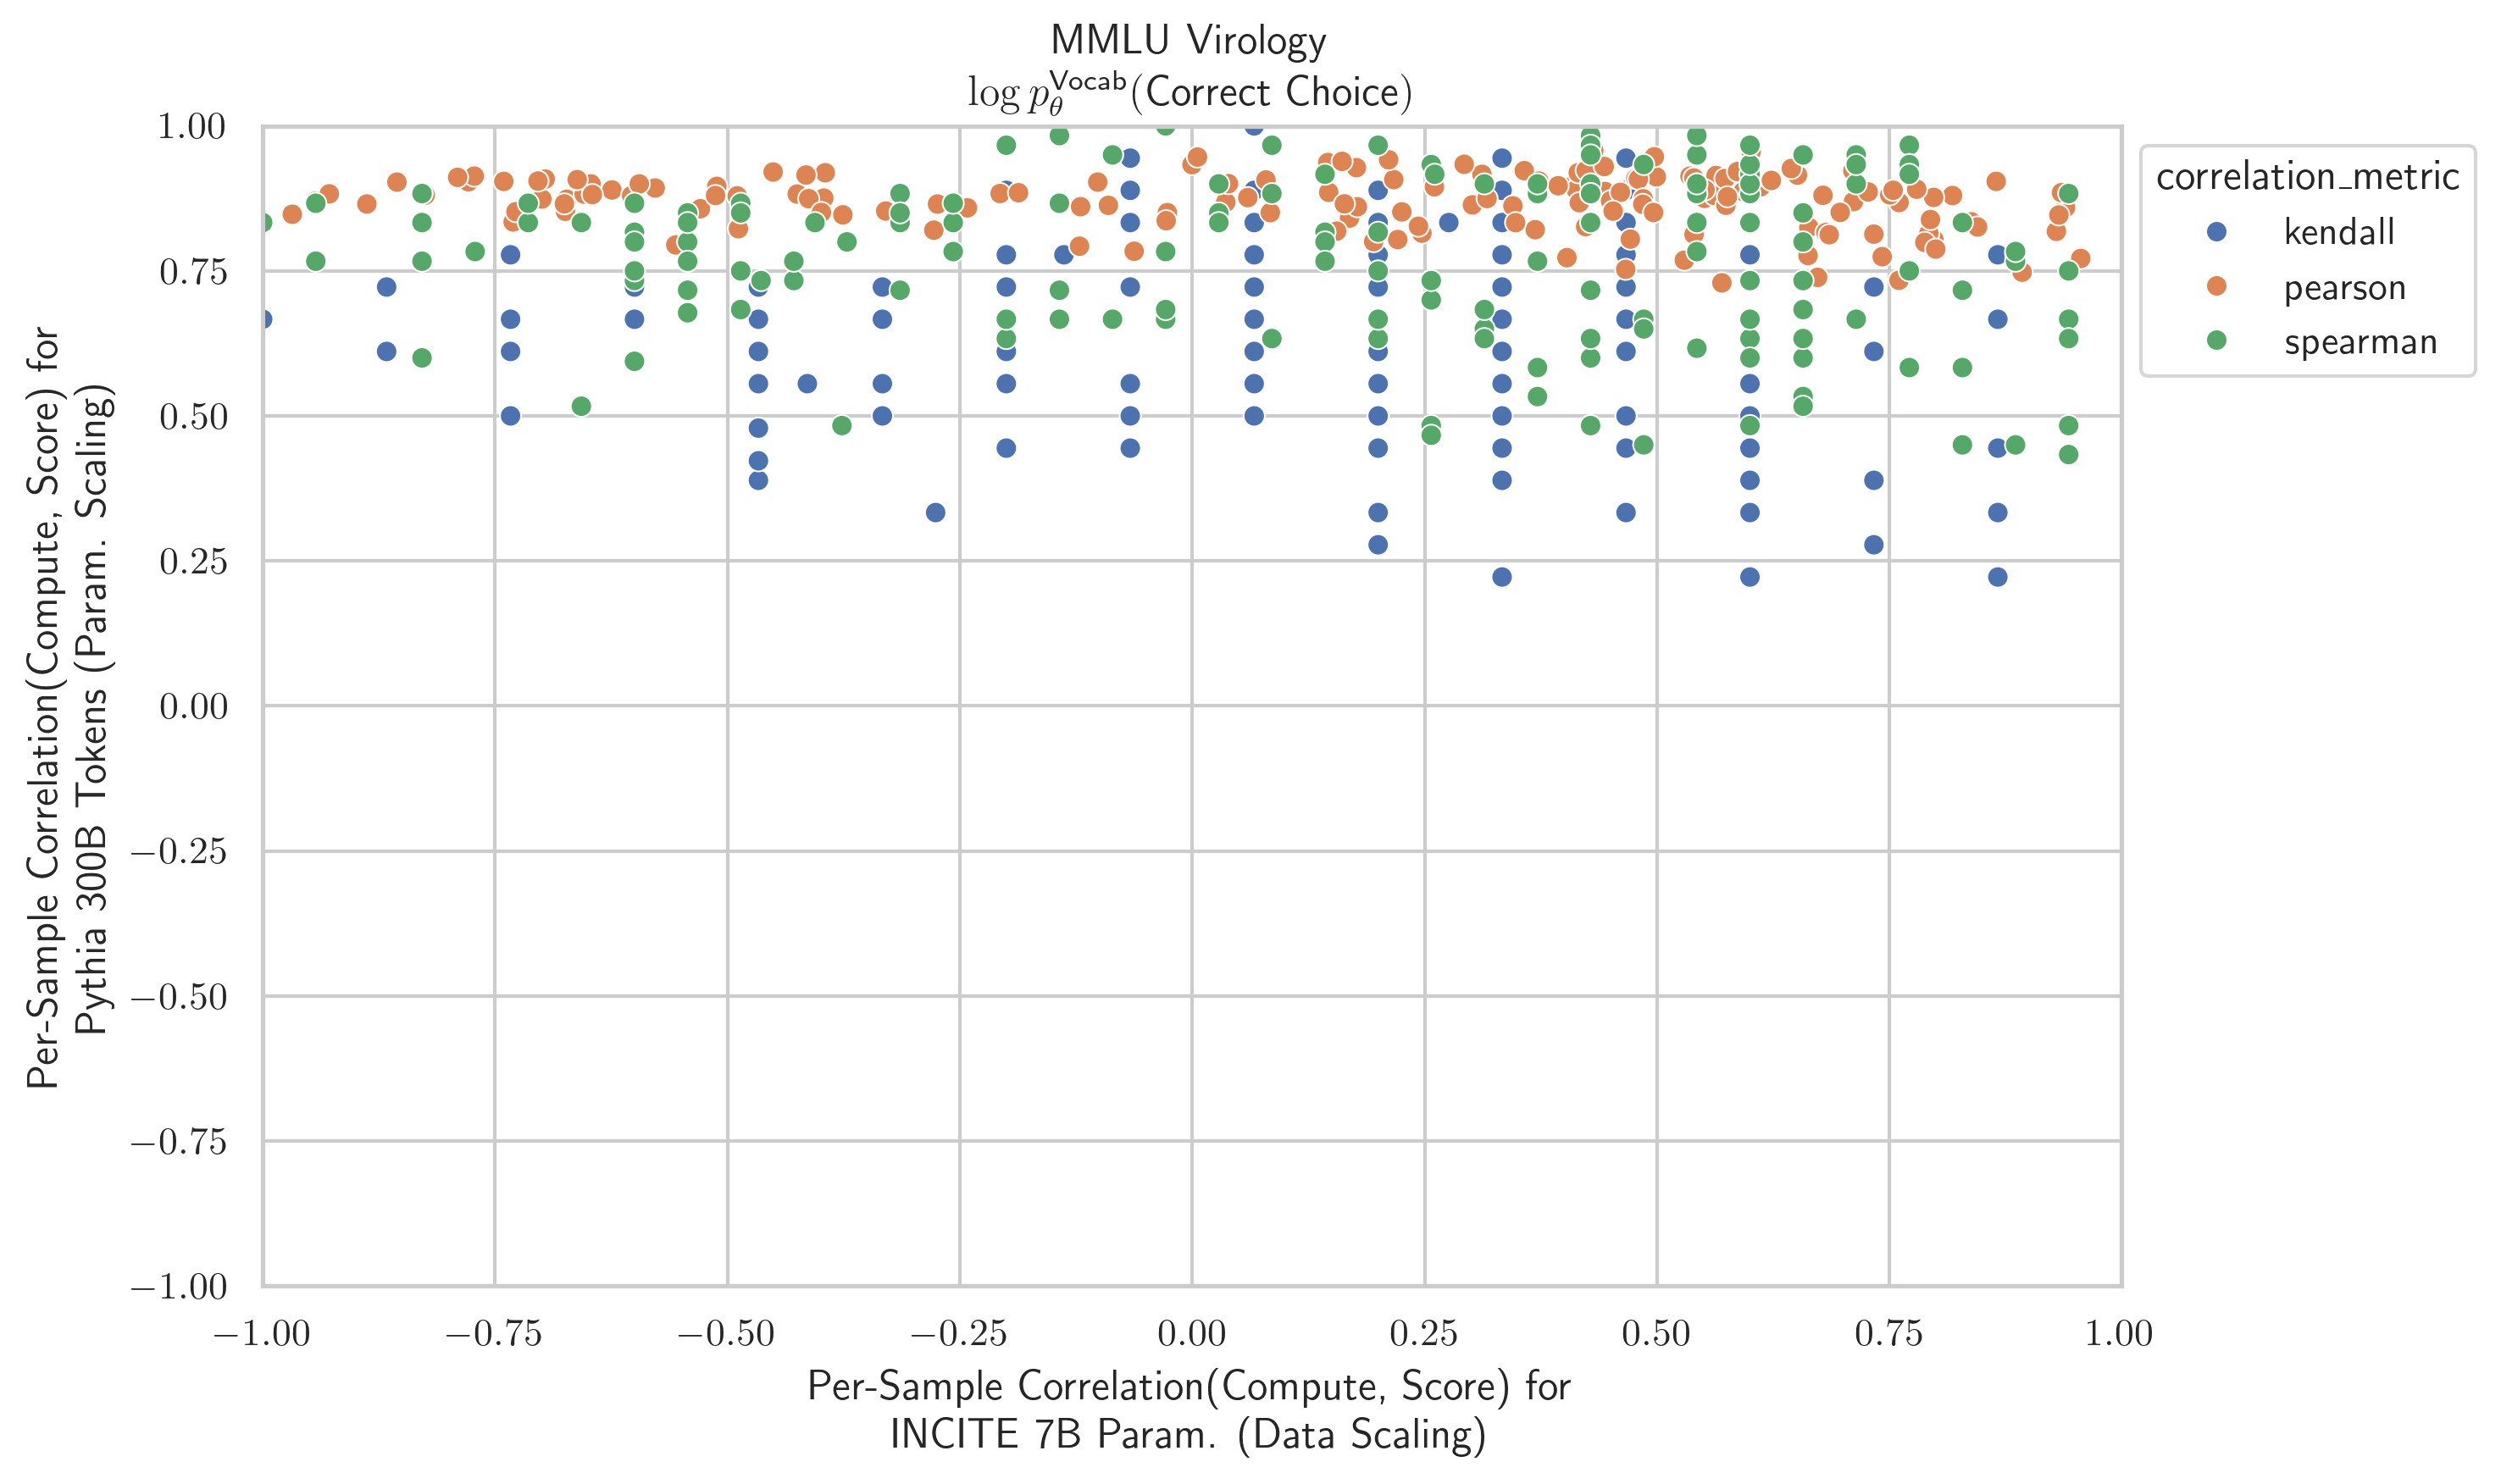 MMLU Virology
log p_θ^Vocab(Correct Choice)
1.00
0.75
0.50
0.25
0.00
−0.25
−0.50
−0.75
−1.00
Per-Sample Correlation(Compute, Score) for
Pythia 300B Tokens (Param. Scaling)
correlation_metric
kendall
pearson
spearman
−1.00 −0.75 −0.50 −0.25 0.00 0.25 0.50 0.75 1.00
Per-Sample Correlation(Compute, Score) for
INCITE 7B Param. (Data Scaling)